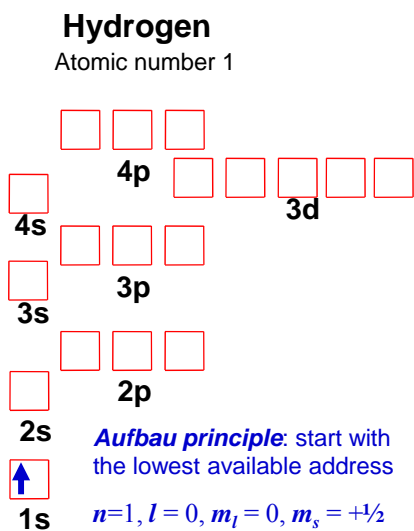 Hydrogen
Atomic number 1
4p
3d
4s
3p
3s
2p
2s
Aufbau principle: start with
the lowest available address
1s
n=1, l = 0, mₗ = 0, mₛ = +½